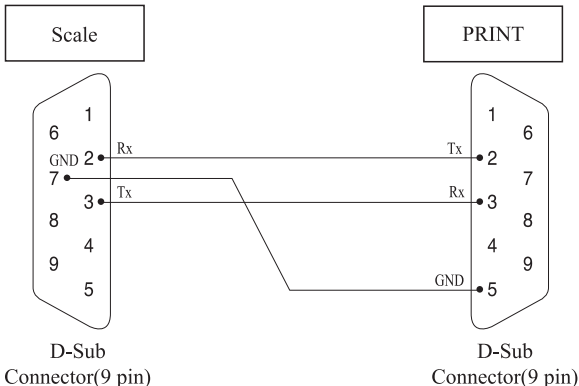 Scale
PRINT
1
6
GND 2 Rx
7
3 Tx
8
4
9
5
1
6
Tx 2
7
Rx 3
8
4
9
GND 5
D-Sub
Connector(9 pin)
D-Sub
Connector(9 pin)